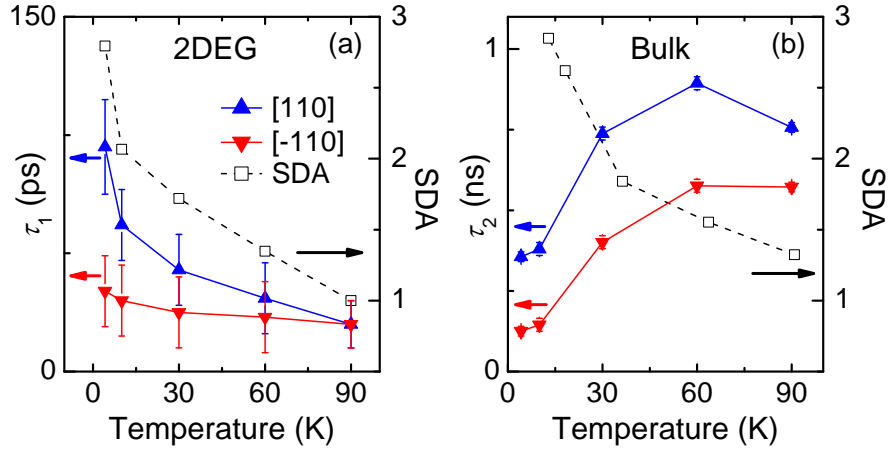 (a)
2DEG
[110]
[-110]
SDA
150
0
τ1 (ps)
3
2
1
SDA
0 30 60 90
Temperature (K)
(b)
Bulk
1
0
τ2 (ns)
3
2
1
SDA
0 30 60 90
Temperature (K)